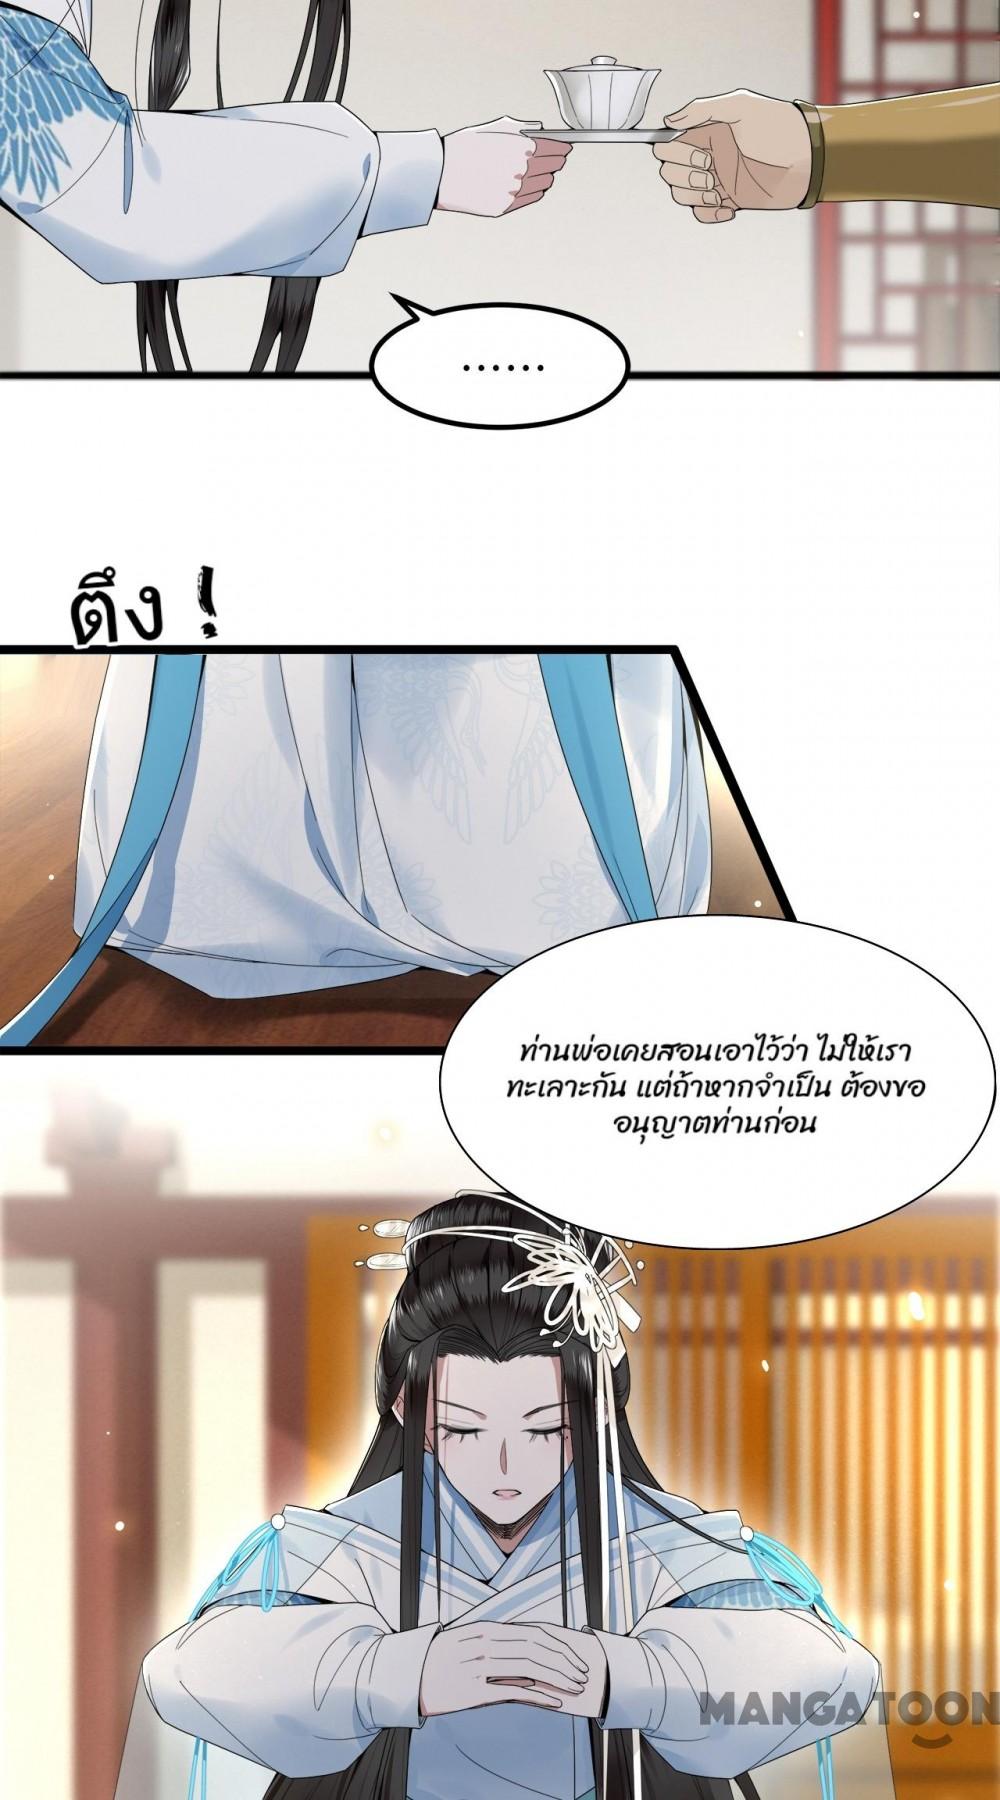 ......
ตึง !
ท่านพ่อเคยสอนเอาไว้ว่า ไม่ให้เรา
ทะเลาะกัน แต่ถ้าหากจำเป็น ต้องขอ
อนุญาตท่านก่อน
MANGATOON